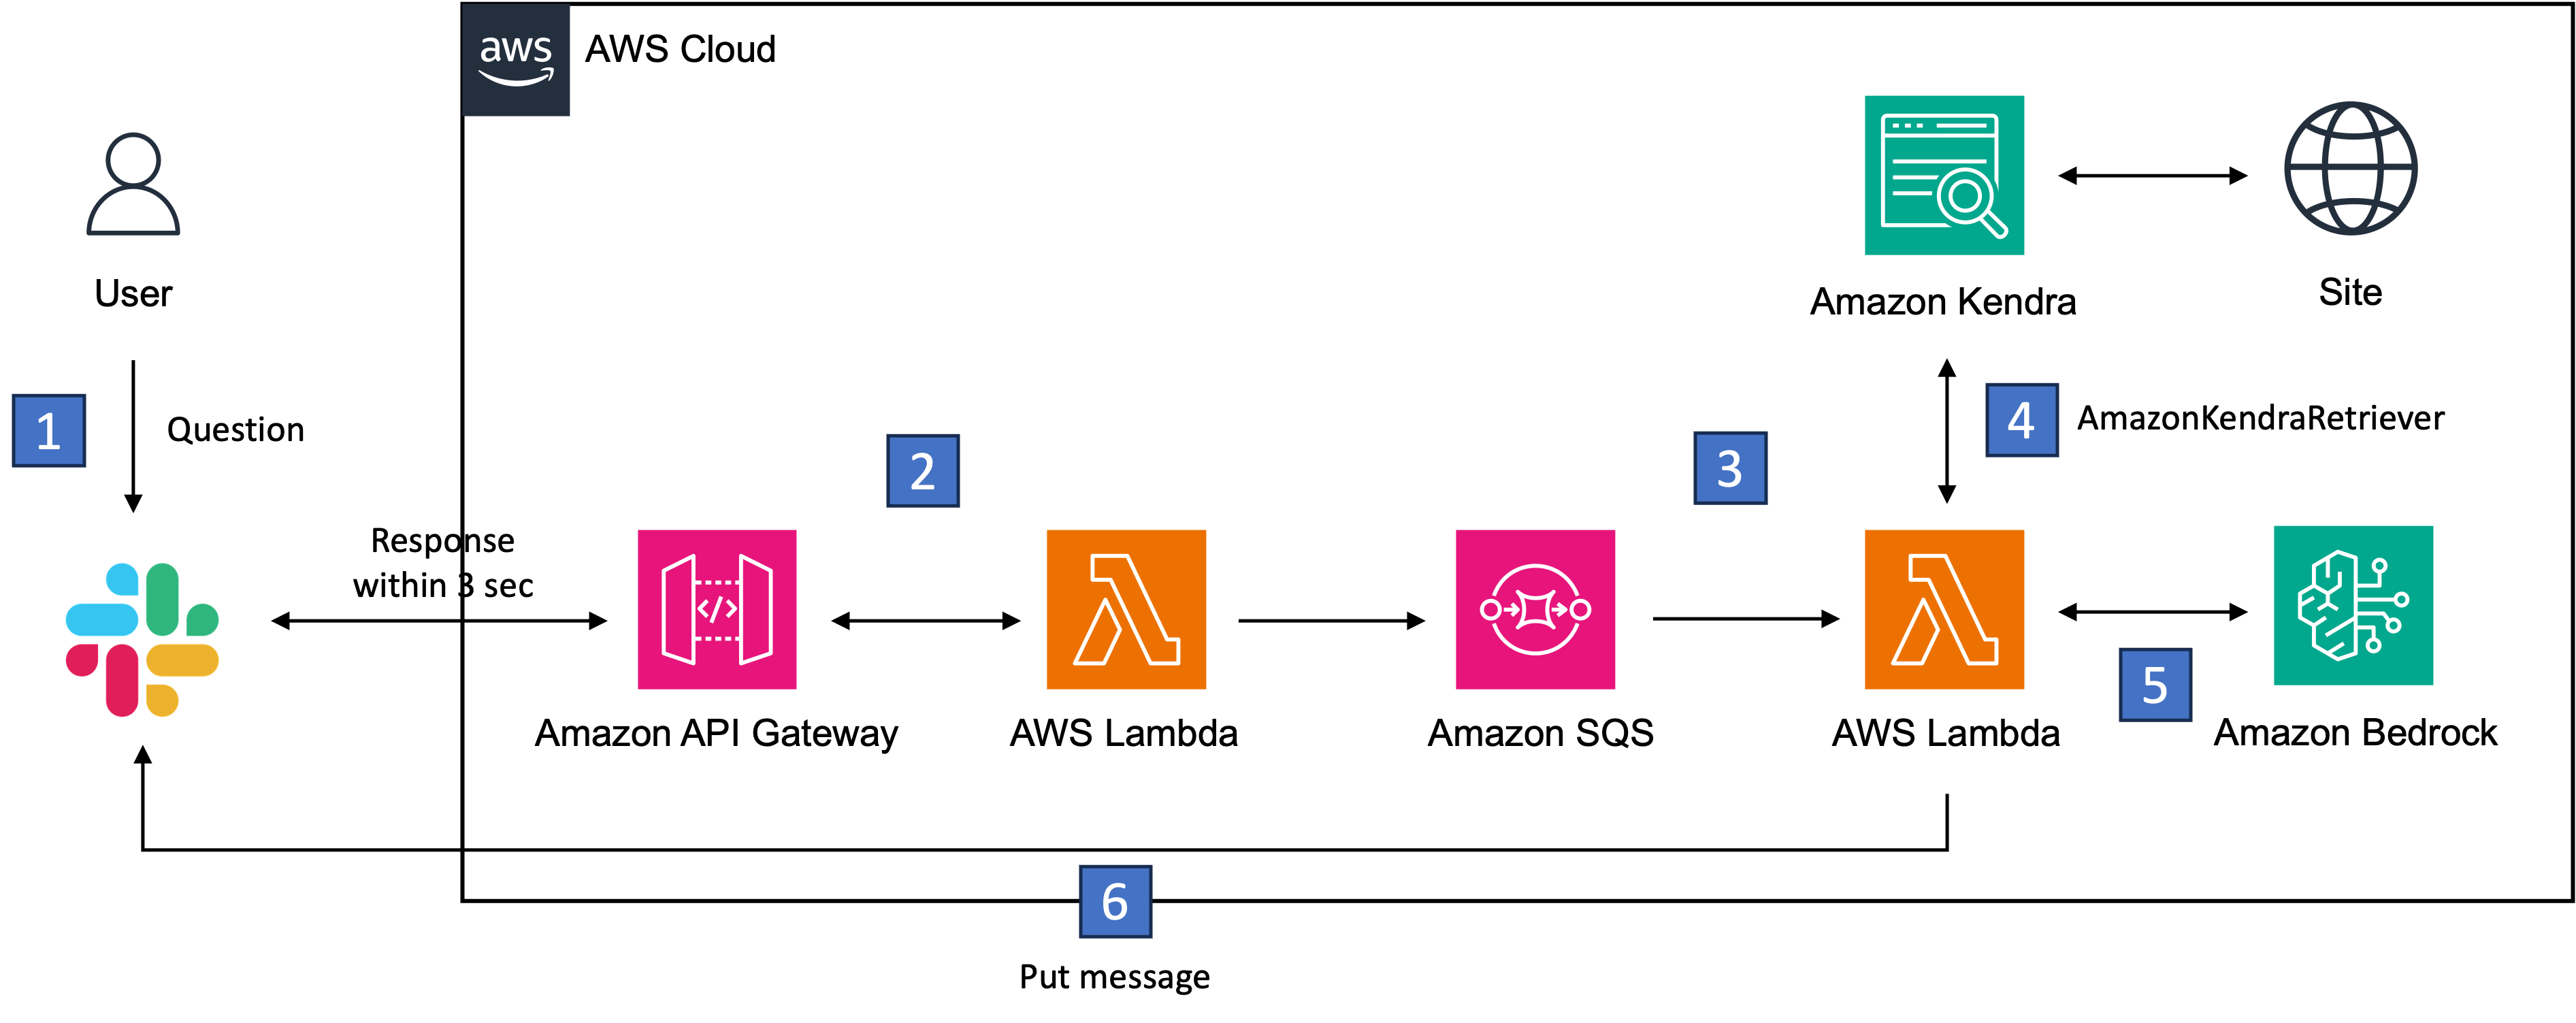 aws
AWS Cloud
User
Amazon Kendra
Site
1
Question
2
3
4
AmazonKendraRetriever
Response
within 3 sec
</>
Amazon API Gateway
AWS Lambda
Amazon SQS
AWS Lambda
5
Amazon Bedrock
6
Put message